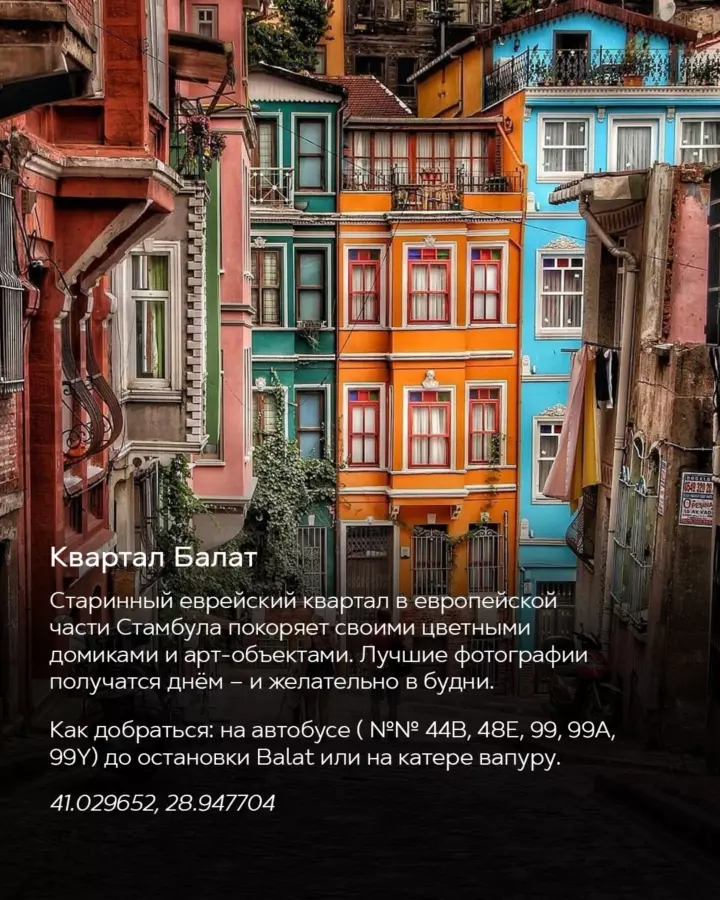 Квартал Балат
Старинный еврейский квартал в европейской
части Стамбула покоряет своими цветными
домиками и арт-объектами. Лучшие фотографии
получатся днём – и желательно в будни.
Как добраться: на автобусе ( №№ 44B, 48E, 99, 99A,
99Y) до остановки Balat или на катере вапуру.
41.029652, 28.947704